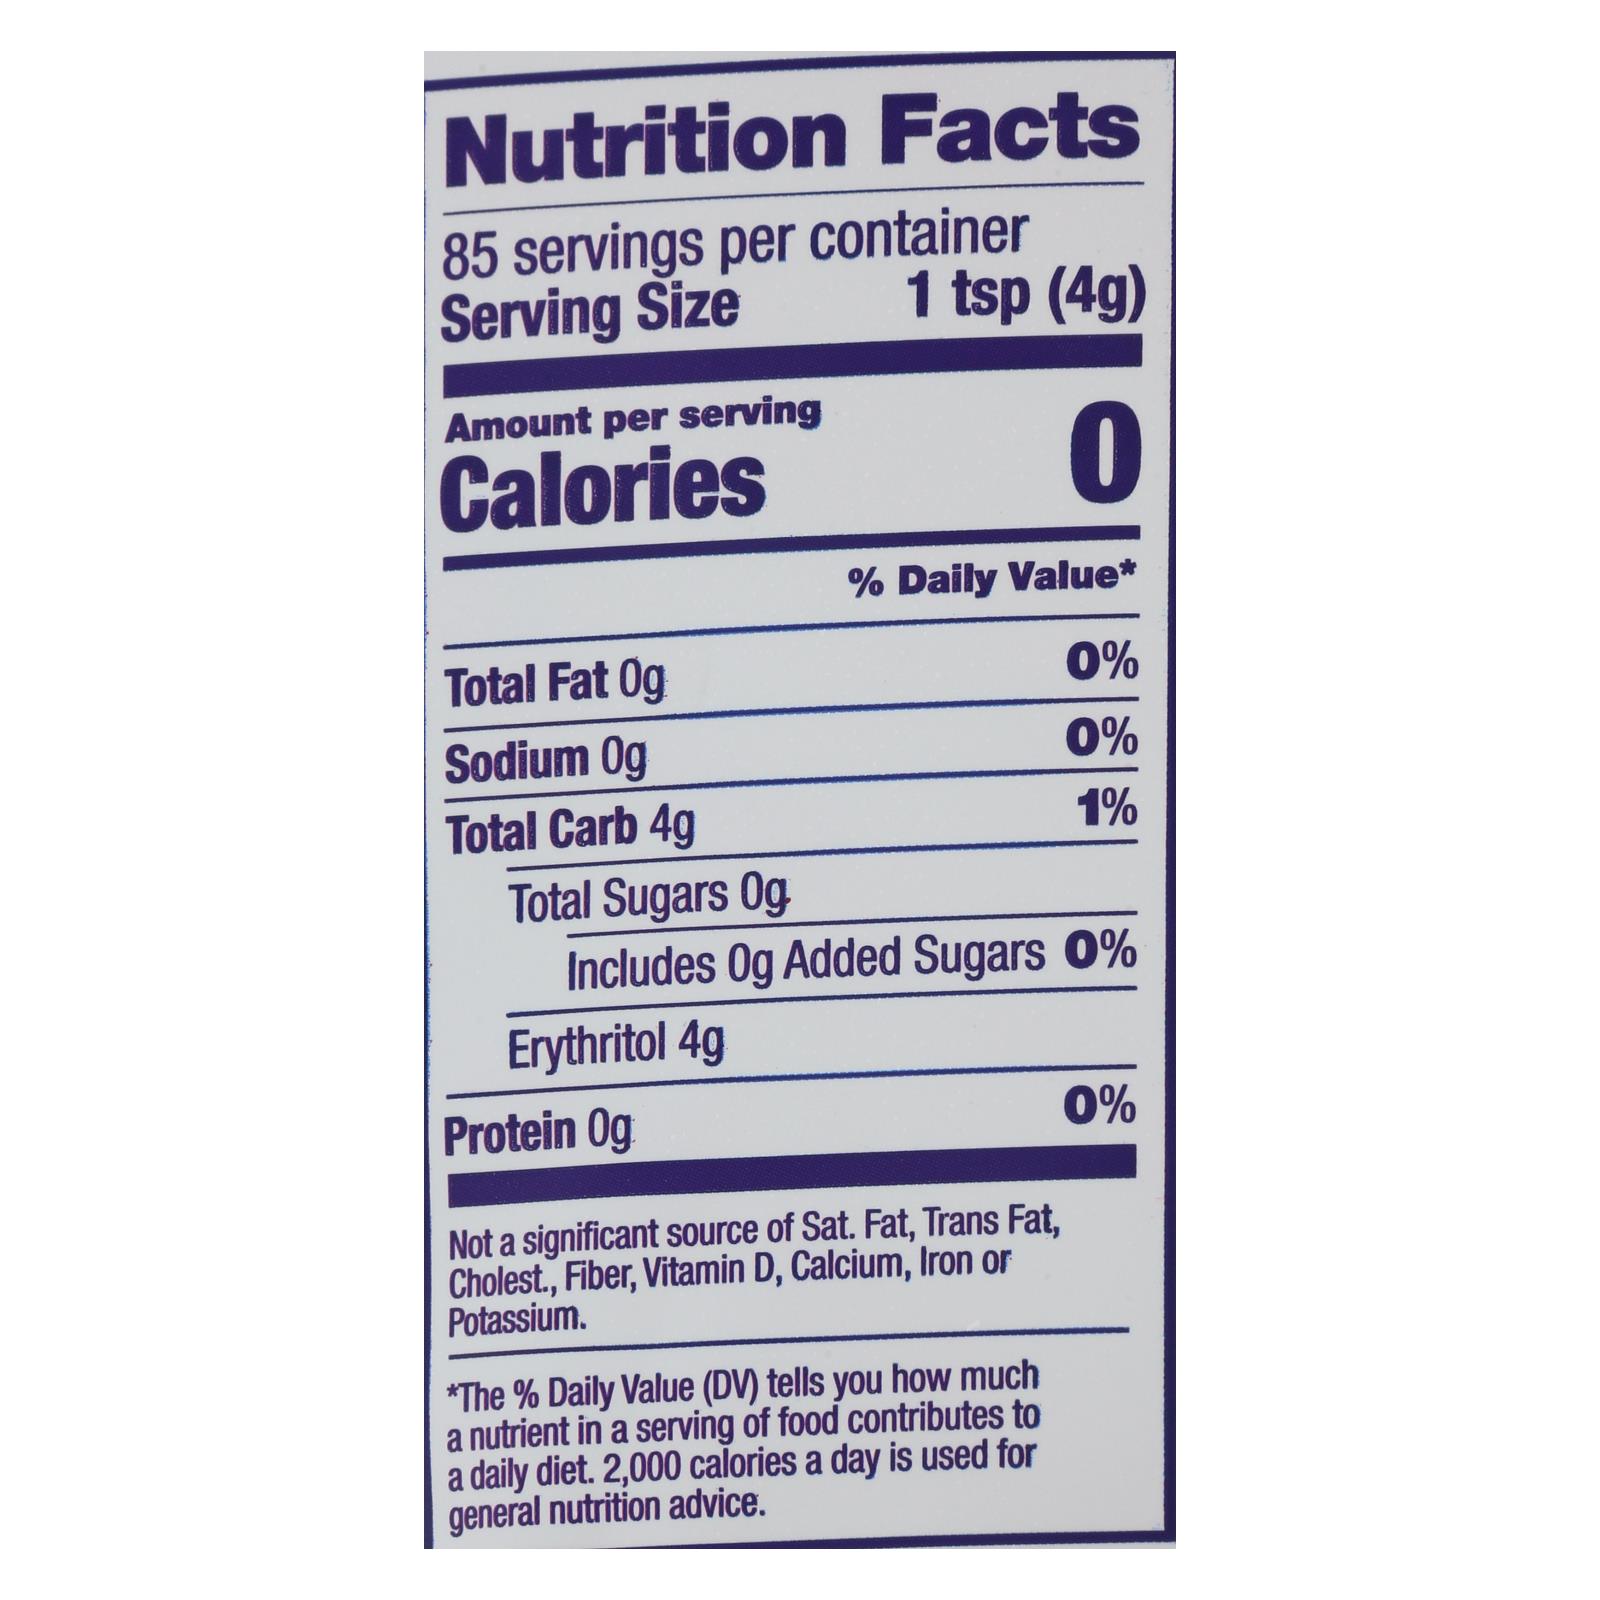 Nutrition Facts
85 servings per container
Serving Size 1 tsp (4g)
Amount per serving
Calories 0
% Daily Value*
Total Fat 0g 0%
Sodium 0g 0%
Total Carb 4g 1%
Total Sugars 0g
Includes 0g Added Sugars 0%
Erythritol 4g
Protein 0g 0%
Not a significant source of Sat. Fat, Trans Fat,
Cholest., Fiber, Vitamin D, Calcium, Iron or
Potassium.
*The % Daily Value (DV) tells you how much
a nutrient in a serving of food contributes to
a daily diet. 2,000 calories a day is used for
general nutrition advice.